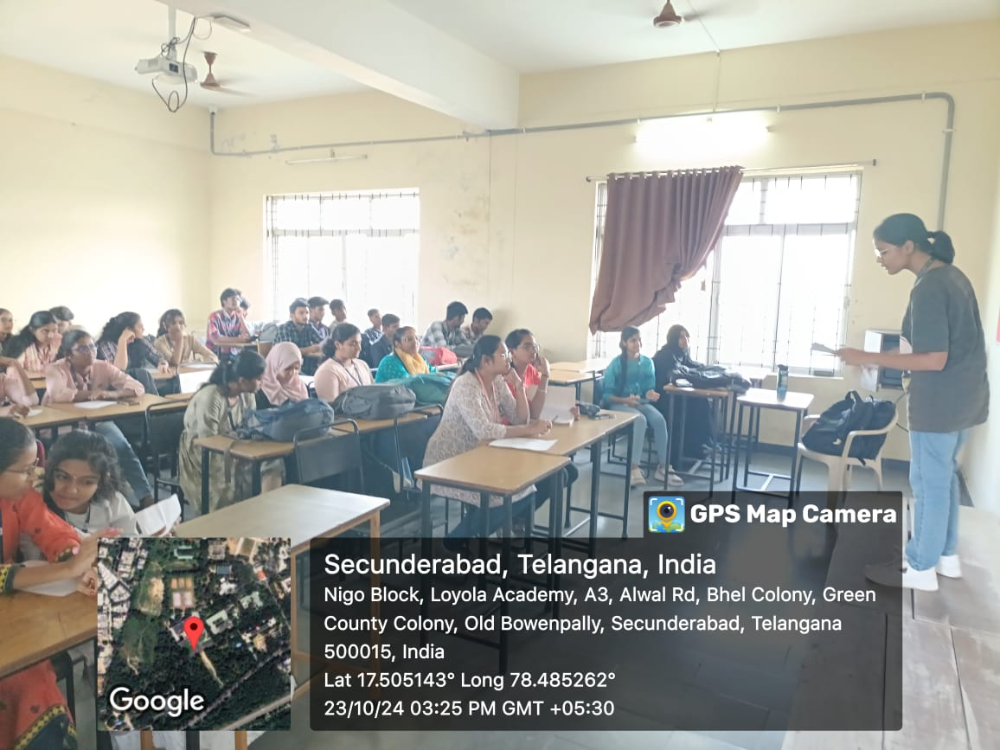 GPS Map Camera
Secunderabad, Telangana, India
Nigo Block, Loyola Academy, A3, Alwal Rd, Bhel Colony, Green
County Colony, Old Bowenpally, Secunderabad, Telangana
500015, India
Lat 17.505143° Long 78.485262°
23/10/24 03:25 PM GMT +05:30
Google